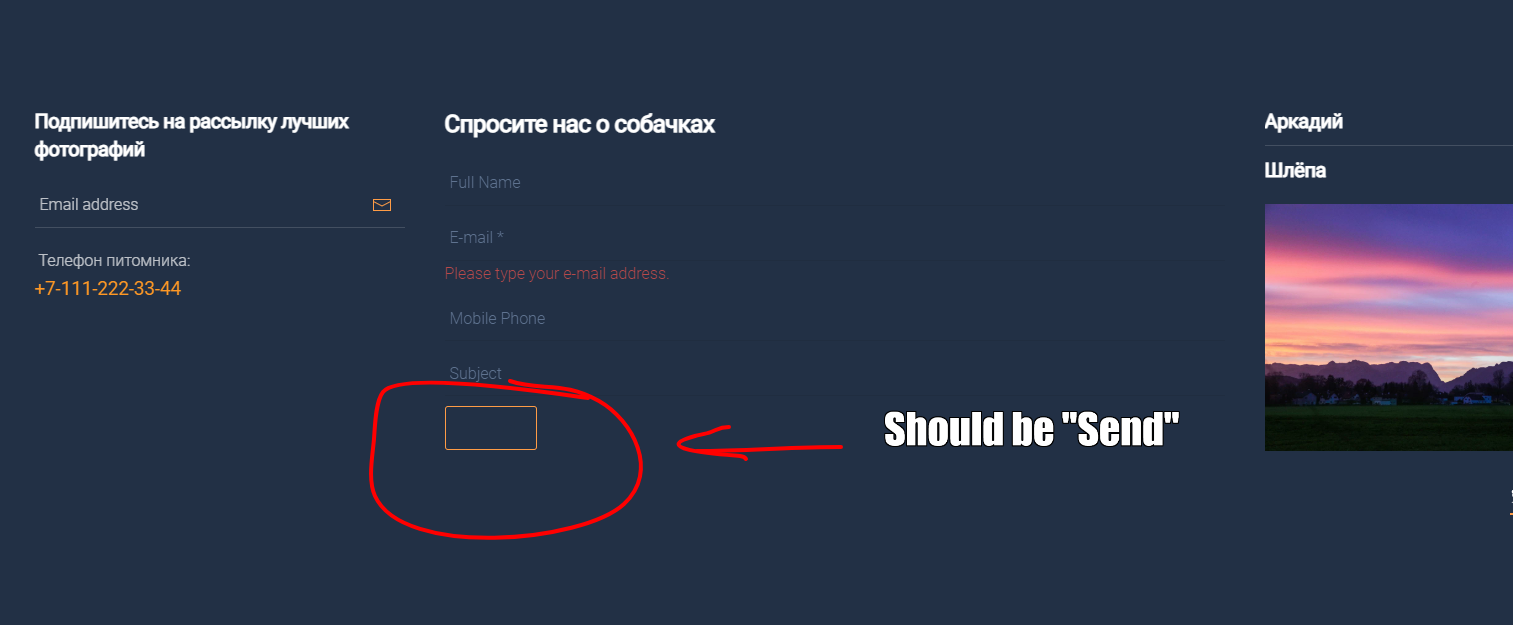 Подпишитесь на рассылку лучших
фотографий
Email address
Телефон питомника:
+7-111-222-33-44
Спросите нас о собачках
Full Name
E-mail *
Please type your e-mail address.
Mobile Phone
Subject
Should be "Send"
Аркадий
Шлёпа